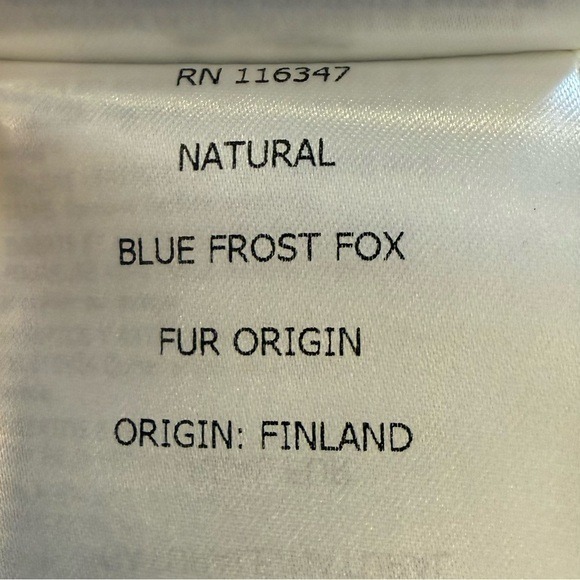 RN 116347
NATURAL
BLUE FROST FOX
FUR ORIGIN
ORIGIN: FINLAND